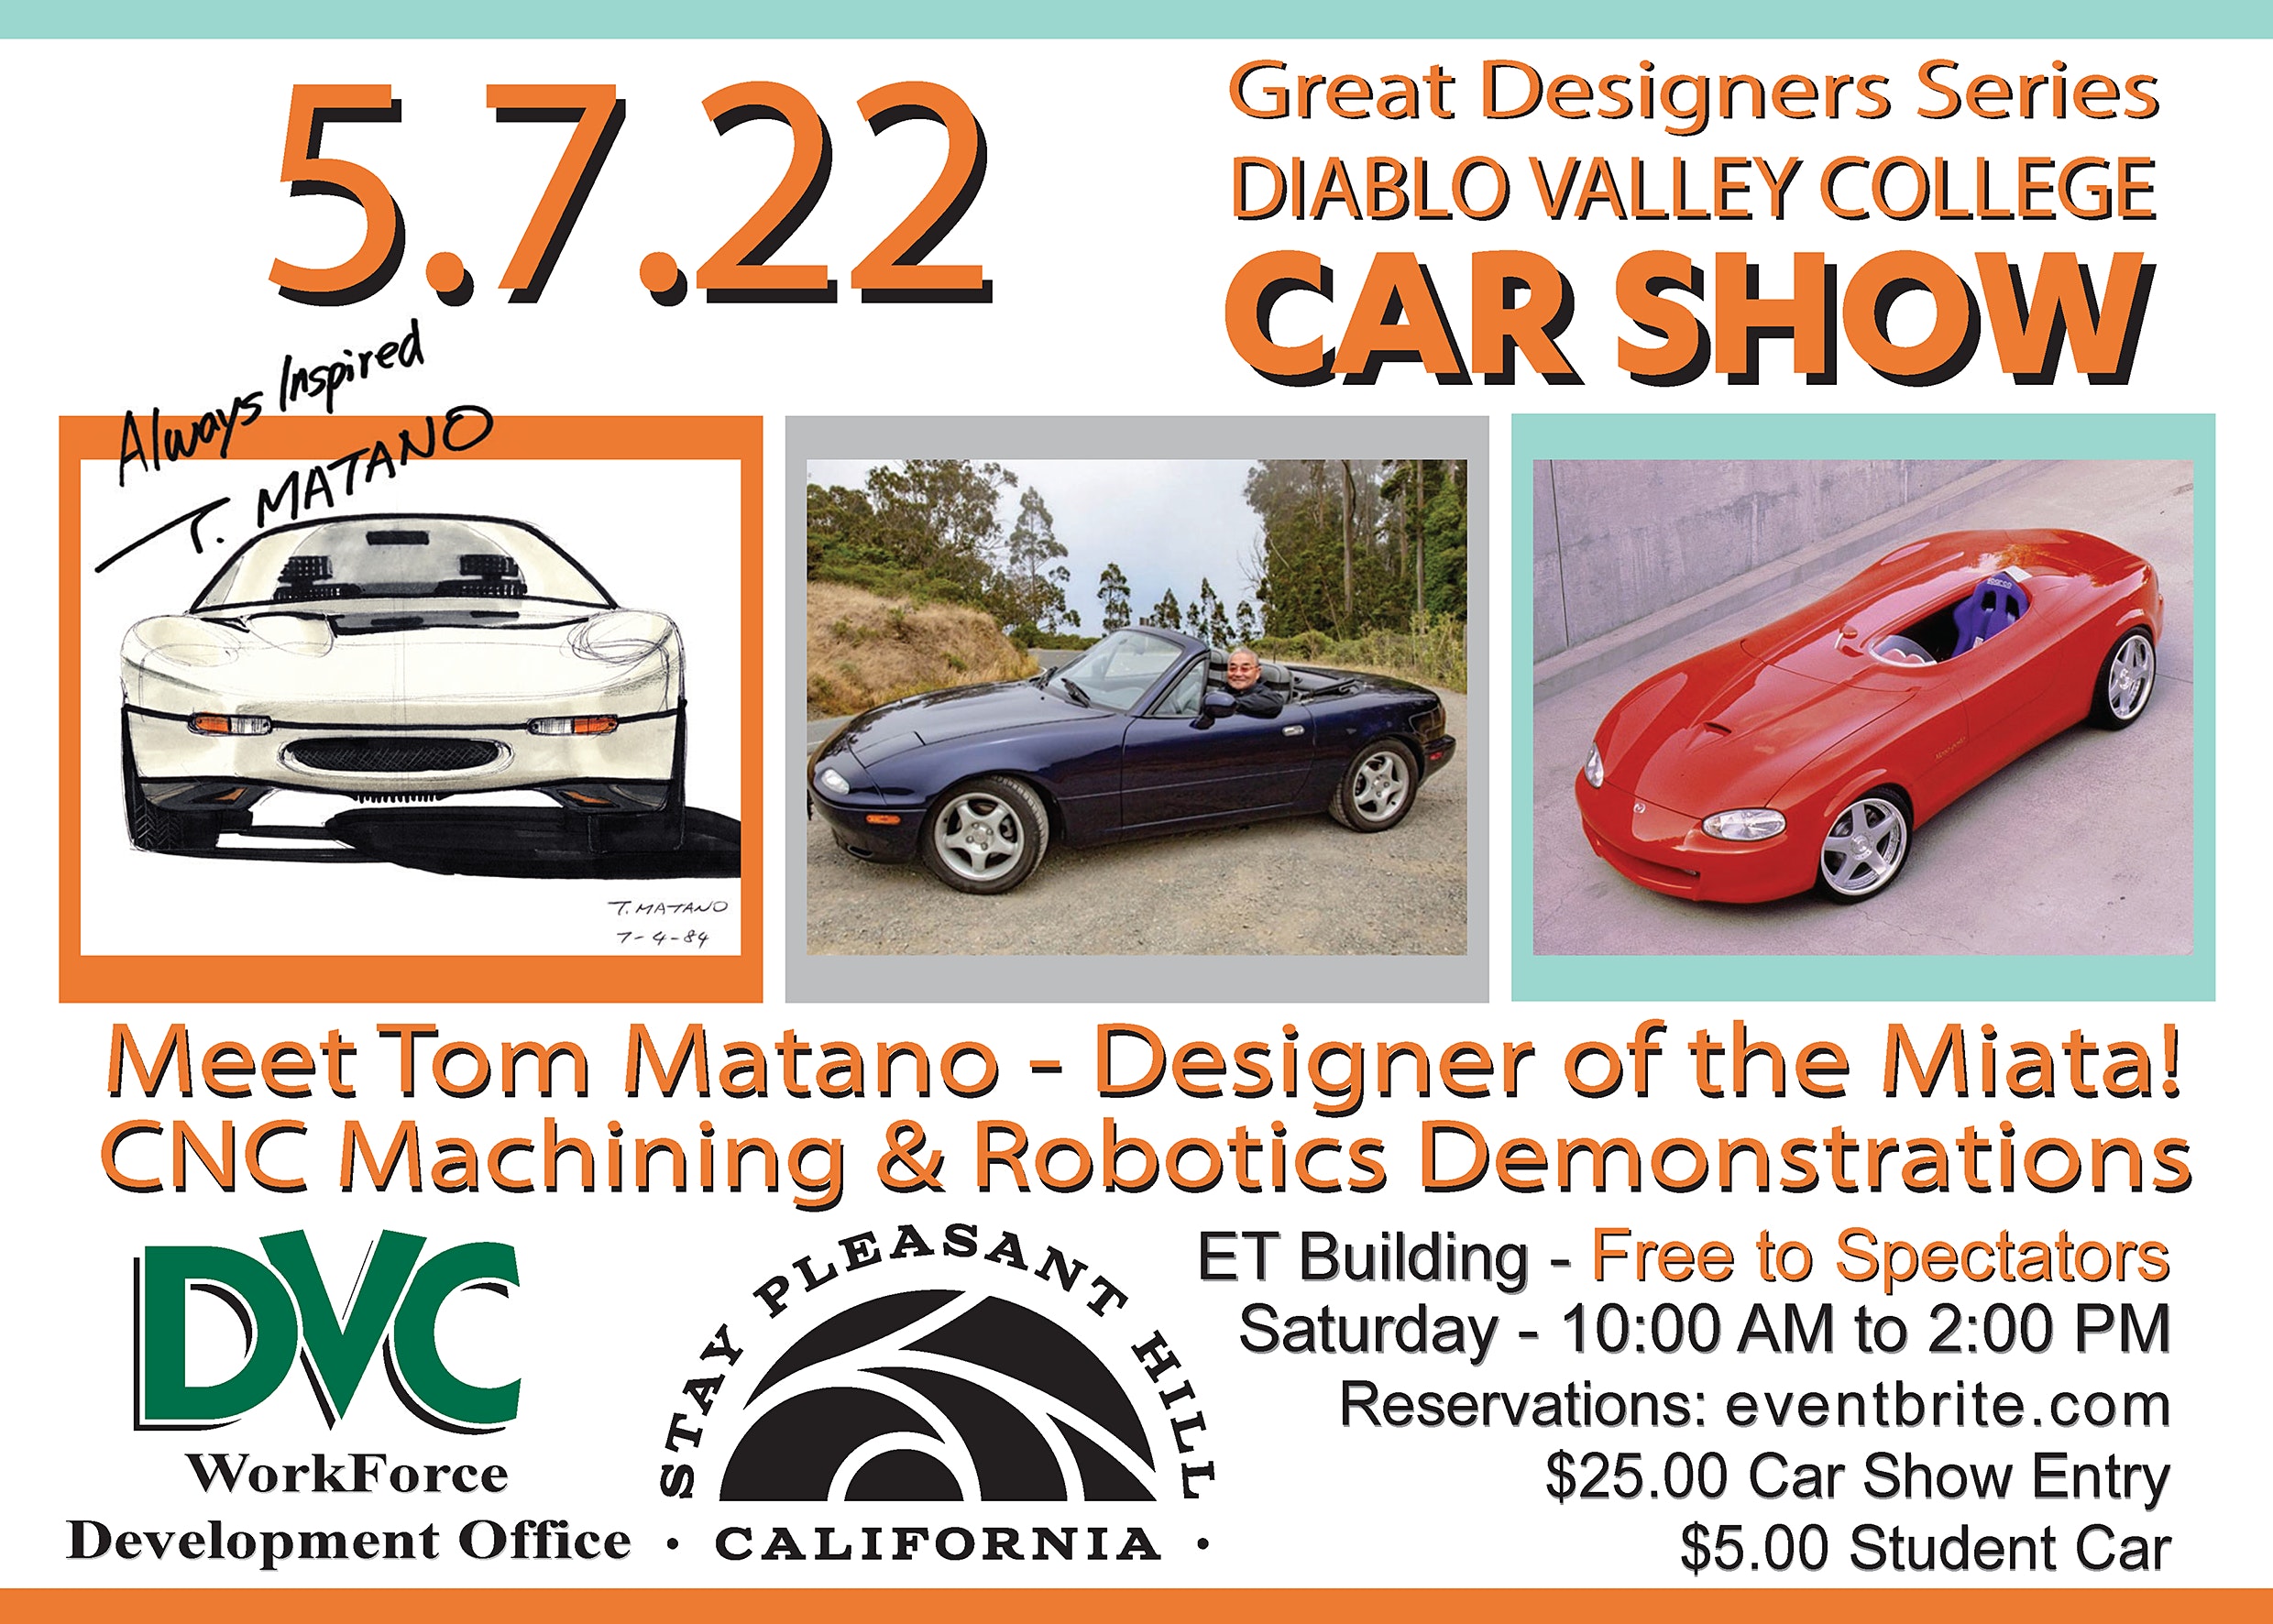 5.7.22
Great Designers Series
DIABLO VALLEY COLLEGE
CAR SHOW
Always Inspired
T. MATANO
T. MATANO
7-4-84
Meet Tom Matano - Designer of the Miata!
CNC Machining & Robotics Demonstrations
DVC
WorkForce
Development Office
STAY PLEASANT HILL
• CALIFORNIA •
ET Building - Free to Spectators
Saturday - 10:00 AM to 2:00 PM
Reservations: eventbrite.com
$25.00 Car Show Entry
$5.00 Student Car